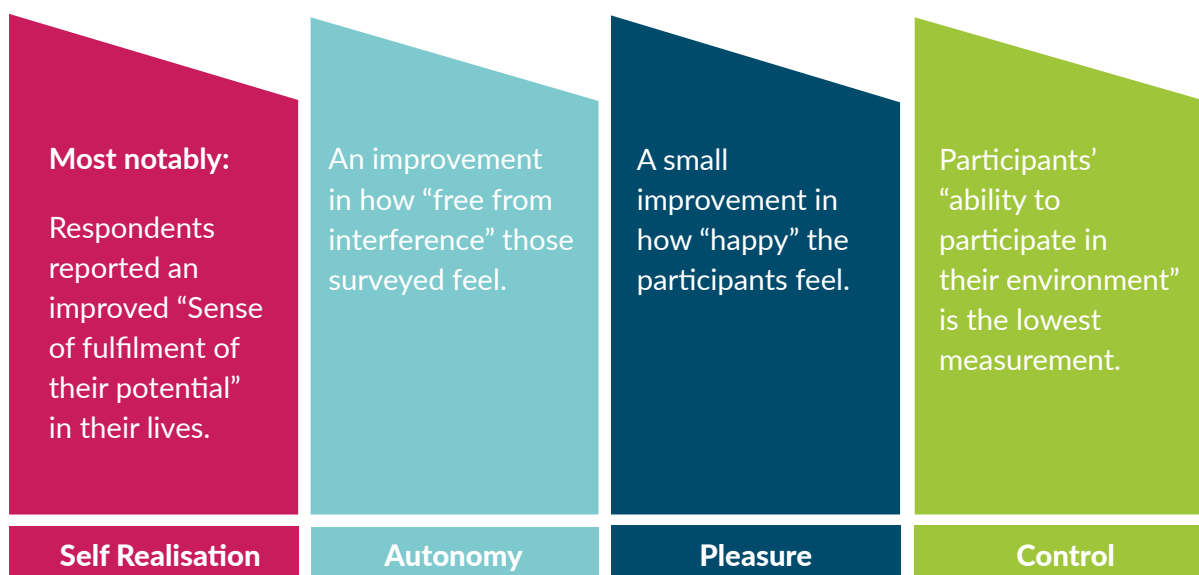 Most notably:
Respondents
reported an
improved “Sense
of fulfilment of
their potential”
in their lives.
Self Realisation
An improvement
in how “free from
interference” those
surveyed feel.
Autonomy
A small
improvement in
how “happy” the
participants feel.
Pleasure
Participants’
“ability to
participate in
their environment”
is the lowest
measurement.
Control